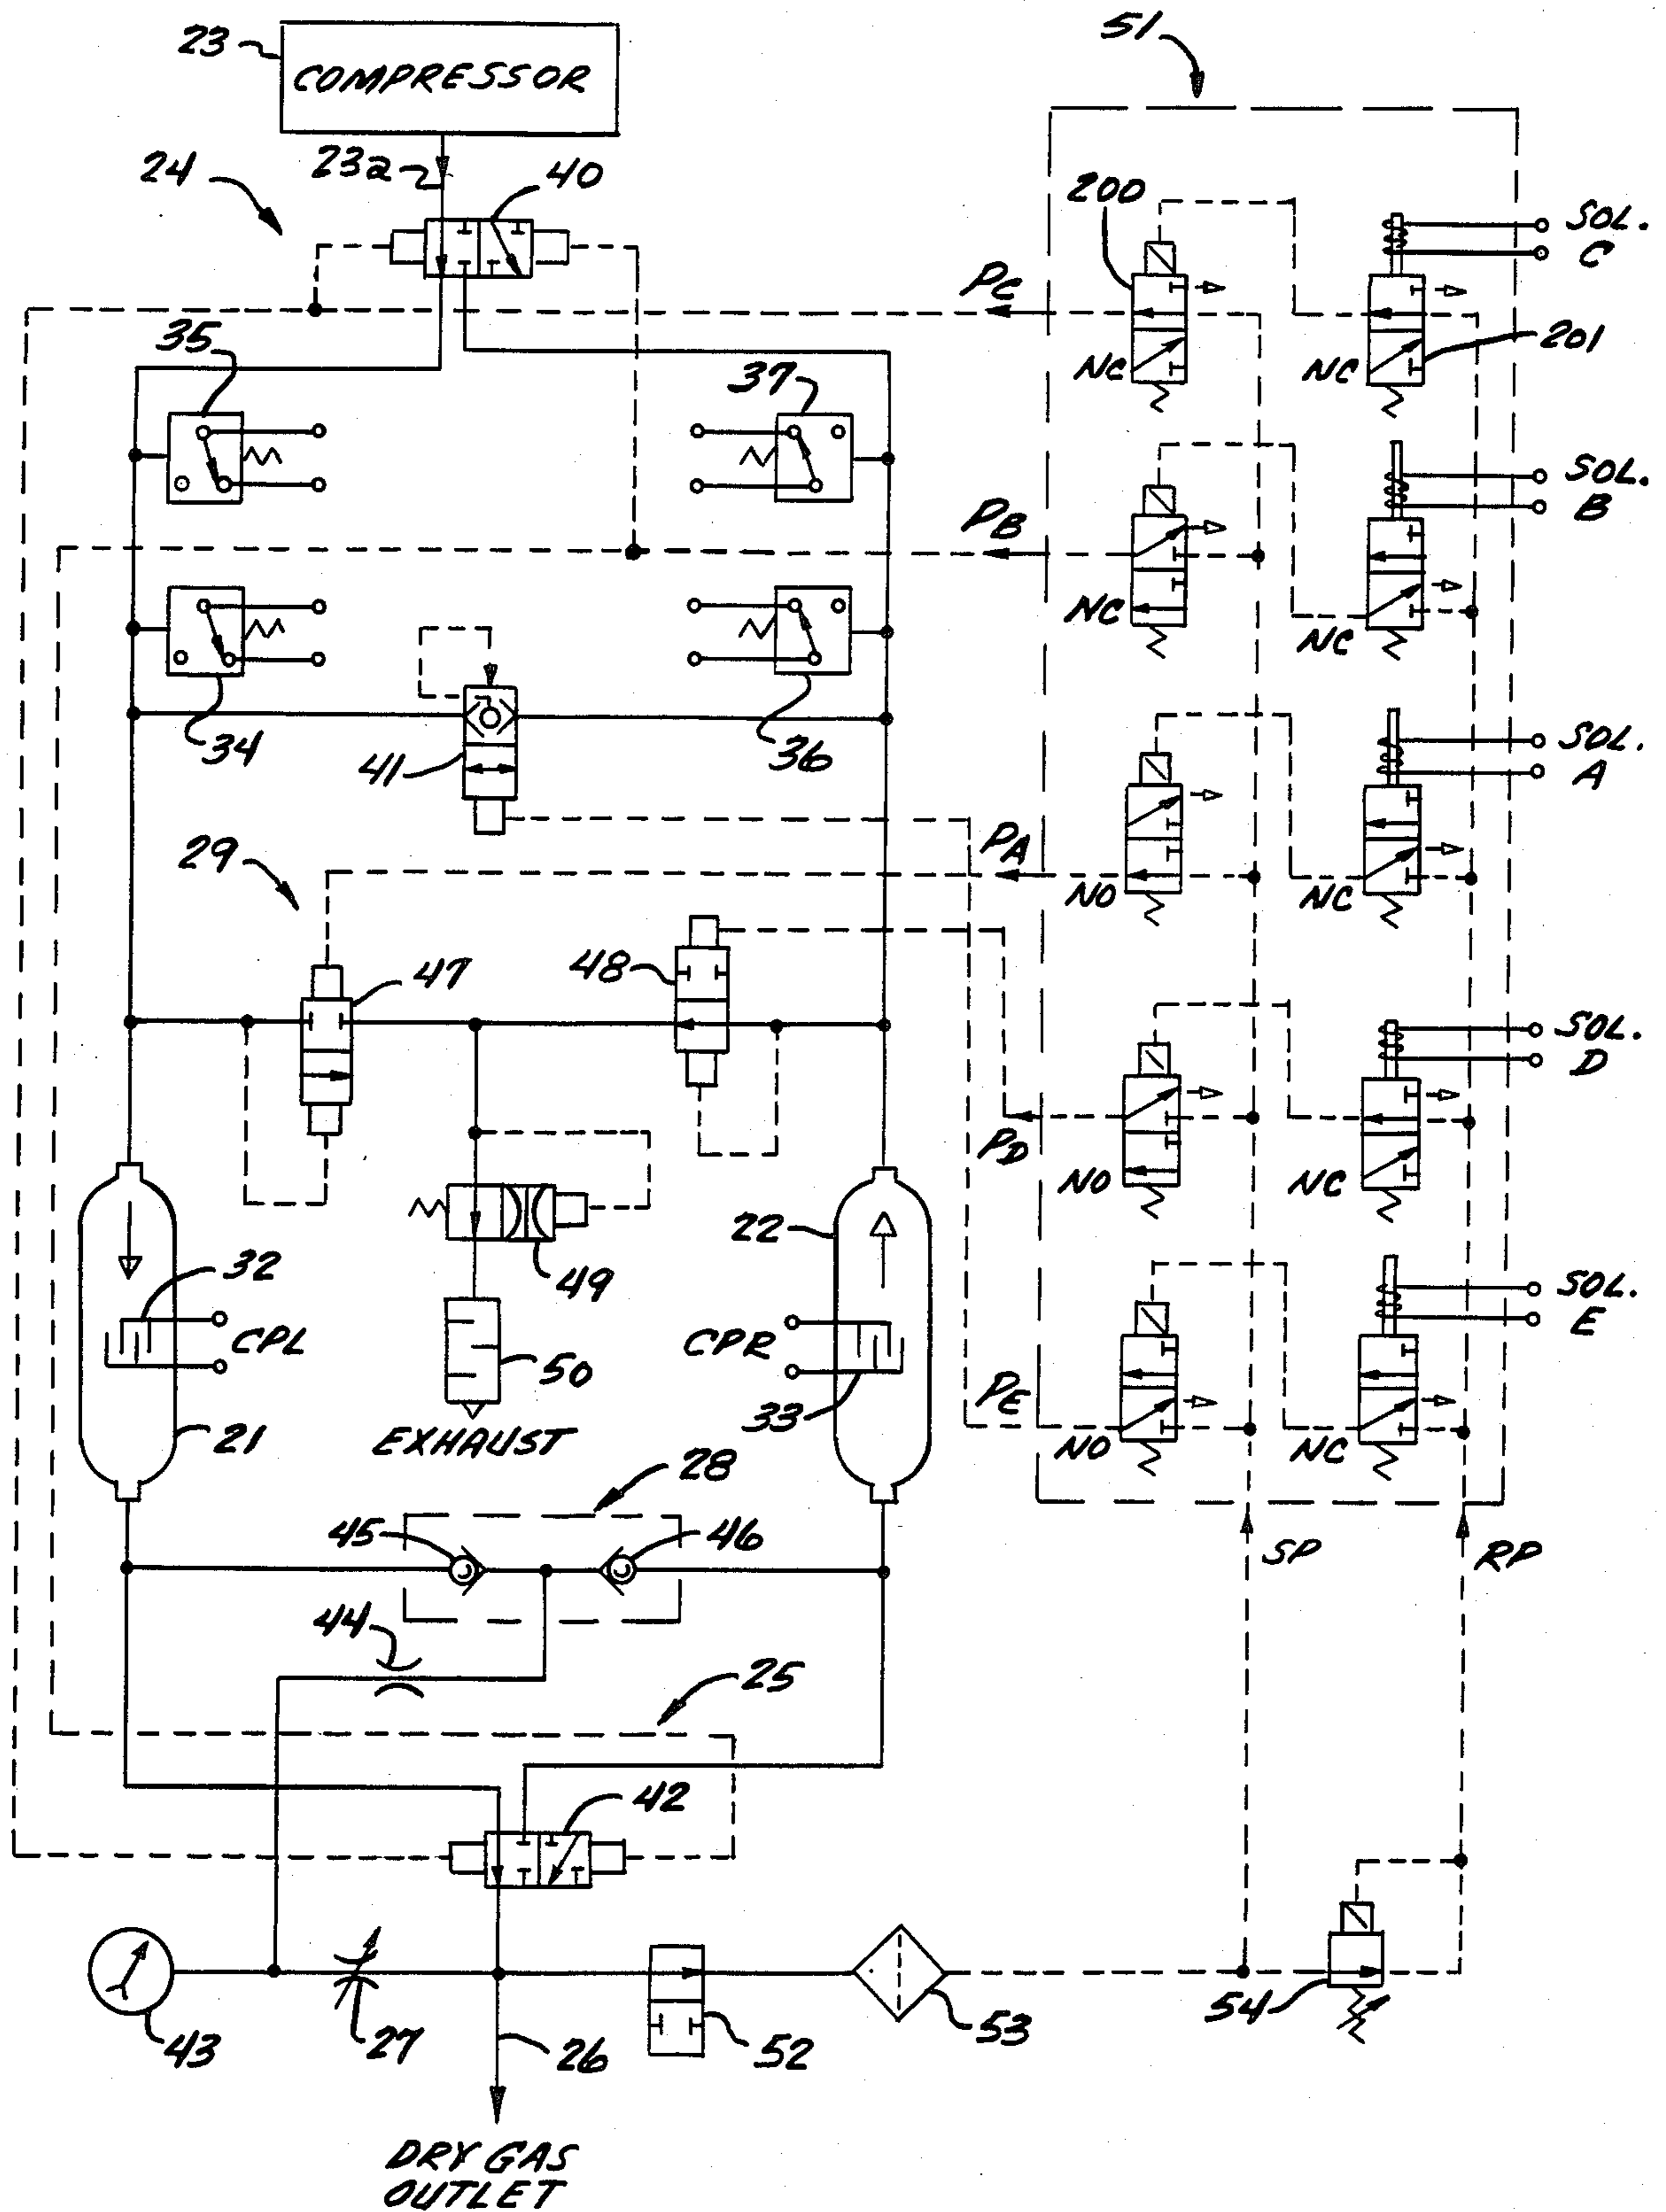 51
23
COMPRESSOR
23a
40
24
200
SOL.
C
PC
35
37
NC
NC
201
SOL.
B
PB
NC
NC
34
41
36
SOL.
A
29
PA
NO
NC
47
48
SOL.
D
PD
NO
NC
22
32
49
SOL.
E
CPL
CPR
50
PE
33
21
EXHAUST
NO
NC
28
45
46
SP
RP
44
25
42
54
43
27
26
52
53
DRY GAS
OUTLET